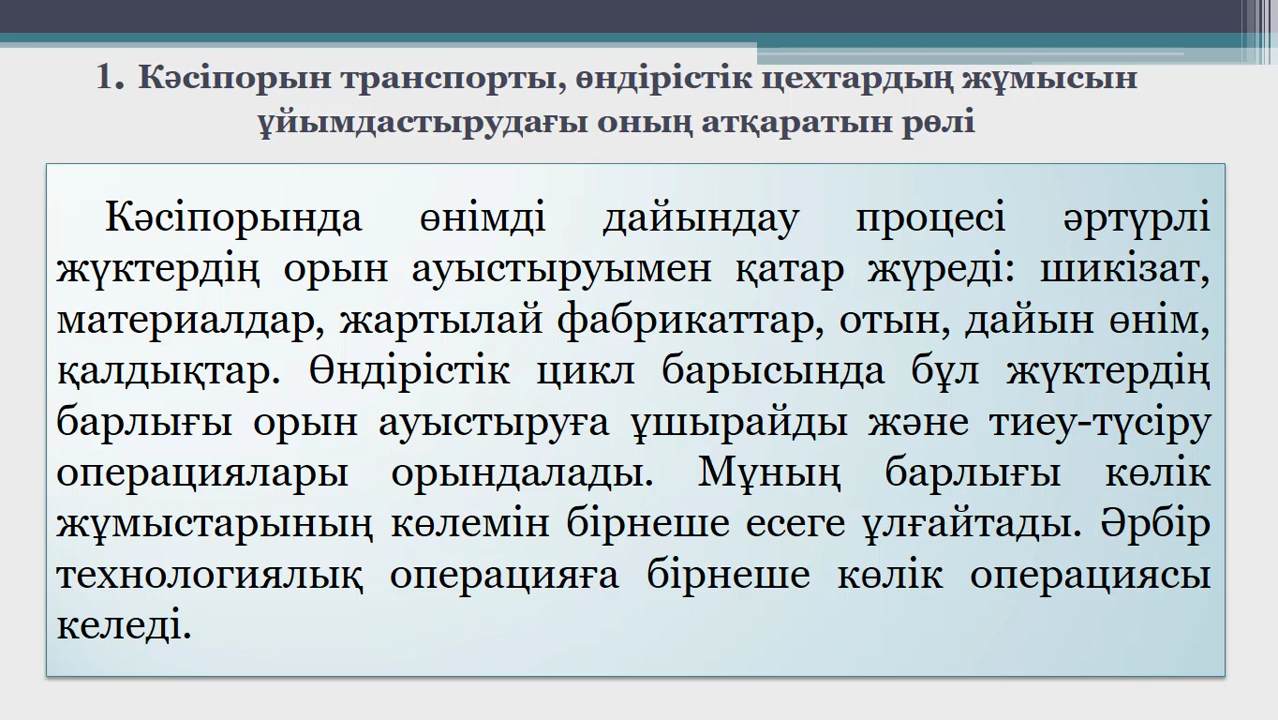 1. Кәсіпорын транспорты, өндірістік цехтардың жұмысын
ұйымдастырудағы оның атқаратын рөлі
Кәсіпорында өнімді дайындау процесі әртүрлі
жүктердің орын ауыстыруымен қатар жүреді: шикізат,
материалдар, жартылай фабрикаттар, отын, дайын өнім,
қалдықтар. Өндірістік цикл барысында бұл жүктердің
барлығы орын ауыстыруға ұшырайды және тиеу-түсіру
операциялары орындалады. Мұның барлығы көлік
жұмыстарының көлемін бірнеше есеге ұлғайтады. Әрбір
технологиялық операцияға бірнеше көлік операциясы
келеді.